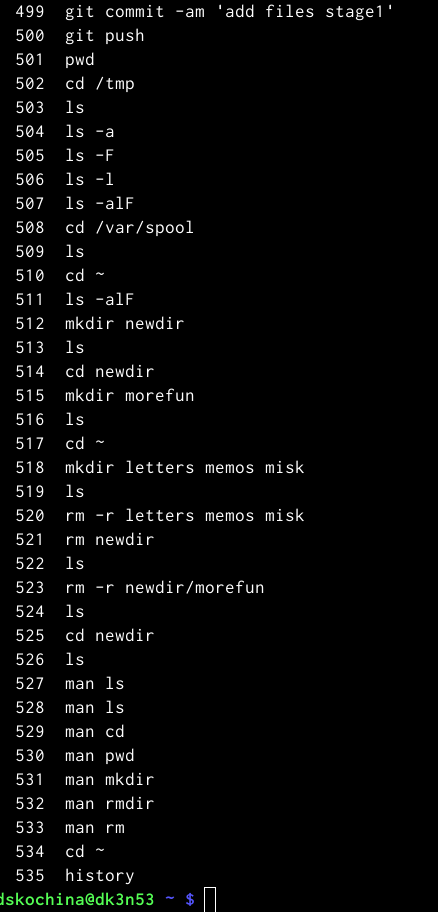 499 git commit -am 'add files stage1'
500 git push
501 pwd
502 cd /tmp
503 ls
504 ls -a
505 ls -F
506 ls -l
507 ls -alF
508 cd /var/spool
509 ls
510 cd ~
511 ls -alF
512 mkdir newdir
513 ls
514 cd newdir
515 mkdir morefun
516 ls
517 cd ~
518 mkdir letters memos misk
519 ls
520 rm -r letters memos misk
521 rm newdir
522 ls
523 rm -r newdir/morefun
524 ls
525 cd newdir
526 ls
527 man ls
528 man ls
529 man cd
530 man pwd
531 man mkdir
532 man rmdir
533 man rm
534 cd ~
535 history
dskochina@dk3n53 ~ $